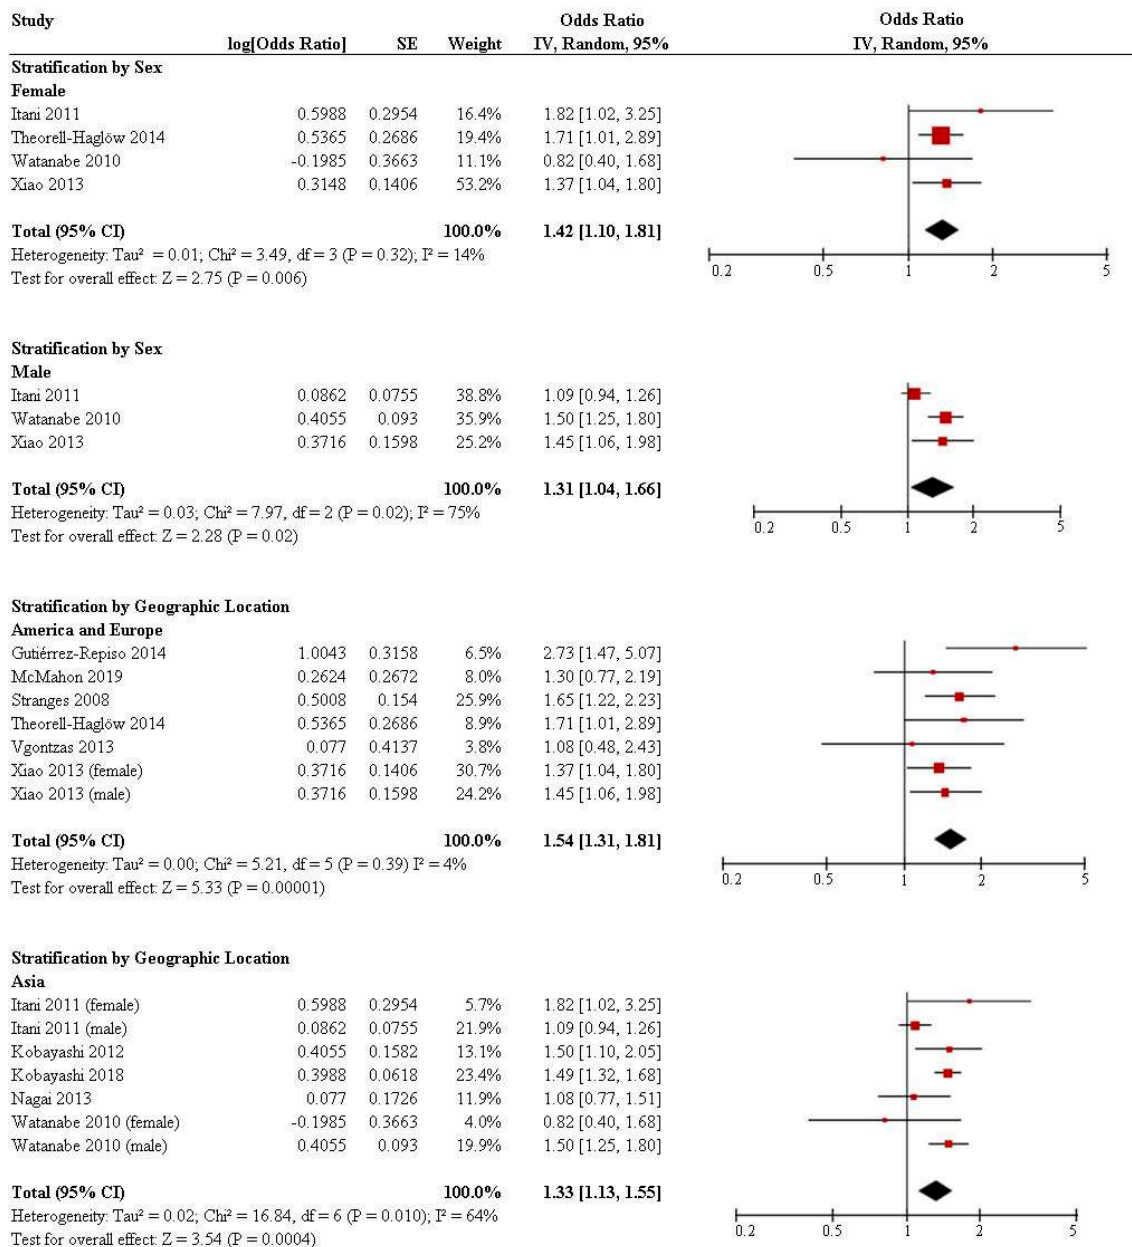 Study Odds Ratio Odds Ratio
log[Odds Ratio] SE Weight IV, Random, 95% IV, Random, 95%
Stratification by Sex
Female
Itani 2011 0.5988 0.2954 16.4% 1.82 [1.02, 3.25]
Theorell-Haglöw 2014 0.5365 0.2686 19.4% 1.71 [1.01, 2.89]
Watanabe 2010 -0.1985 0.3663 11.1% 0.82 [0.40, 1.68]
Xiao 2013 0.3148 0.1406 53.2% 1.37 [1.04, 1.80]
Total (95% CI) 100.0% 1.42 [1.10, 1.81]
Heterogeneity: Tau² = 0.01; Chi² = 3.49, df = 3 (P = 0.32); I² = 14%
Test for overall effect: Z = 2.75 (P = 0.006)
0.2 0.5 1 2 5
Stratification by Sex
Male
Itani 2011 0.0862 0.0755 38.8% 1.09 [0.94, 1.26]
Watanabe 2010 0.4055 0.093 35.9% 1.50 [1.25, 1.80]
Xiao 2013 0.3716 0.1598 25.2% 1.45 [1.06, 1.98]
Total (95% CI) 100.0% 1.31 [1.04, 1.66]
Heterogeneity: Tau² = 0.03; Chi² = 7.97, df = 2 (P = 0.02); I² = 75%
Test for overall effect: Z = 2.28 (P = 0.02)
0.2 0.5 1 2 5
Stratification by Geographic Location
America and Europe
Gutiérrez-Repiso 2014 1.0043 0.3158 6.5% 2.73 [1.47, 5.07]
McMahon 2019 0.2624 0.2672 8.0% 1.30 [0.77, 2.19]
Stranges 2008 0.5008 0.154 25.9% 1.65 [1.22, 2.23]
Theorell-Haglöw 2014 0.5365 0.2686 8.9% 1.71 [1.01, 2.89]
Vgontzas 2013 0.077 0.4137 3.8% 1.08 [0.48, 2.43]
Xiao 2013 (female) 0.3716 0.1406 30.7% 1.37 [1.04, 1.80]
Xiao 2013 (male) 0.3716 0.1598 24.2% 1.45 [1.06, 1.98]
Total (95% CI) 100.0% 1.54 [1.31, 1.81]
Heterogeneity: Tau² = 0.00; Chi² = 5.21, df = 5 (P = 0.39) I² = 4%
Test for overall effect: Z = 5.33 (P = 0.00001)
0.2 0.5 1 2 5
Stratification by Geographic Location
Asia
Itani 2011 (female) 0.5988 0.2954 5.7% 1.82 [1.02, 3.25]
Itani 2011 (male) 0.0862 0.0755 21.9% 1.09 [0.94, 1.26]
Kobayashi 2012 0.4055 0.1582 13.1% 1.50 [1.10, 2.05]
Kobayashi 2018 0.3988 0.0618 23.4% 1.49 [1.32, 1.68]
Nagai 2013 0.077 0.1726 11.9% 1.08 [0.77, 1.51]
Watanabe 2010 (female) -0.1985 0.3663 4.0% 0.82 [0.40, 1.68]
Watanabe 2010 (male) 0.4055 0.093 19.9% 1.50 [1.25, 1.80]
Total (95% CI) 100.0% 1.33 [1.13, 1.55]
Heterogeneity: Tau² = 0.02; Chi² = 16.84, df = 6 (P = 0.010); I² = 64%
Test for overall effect: Z = 3.54 (P = 0.0004)
0.2 0.5 1 2 5